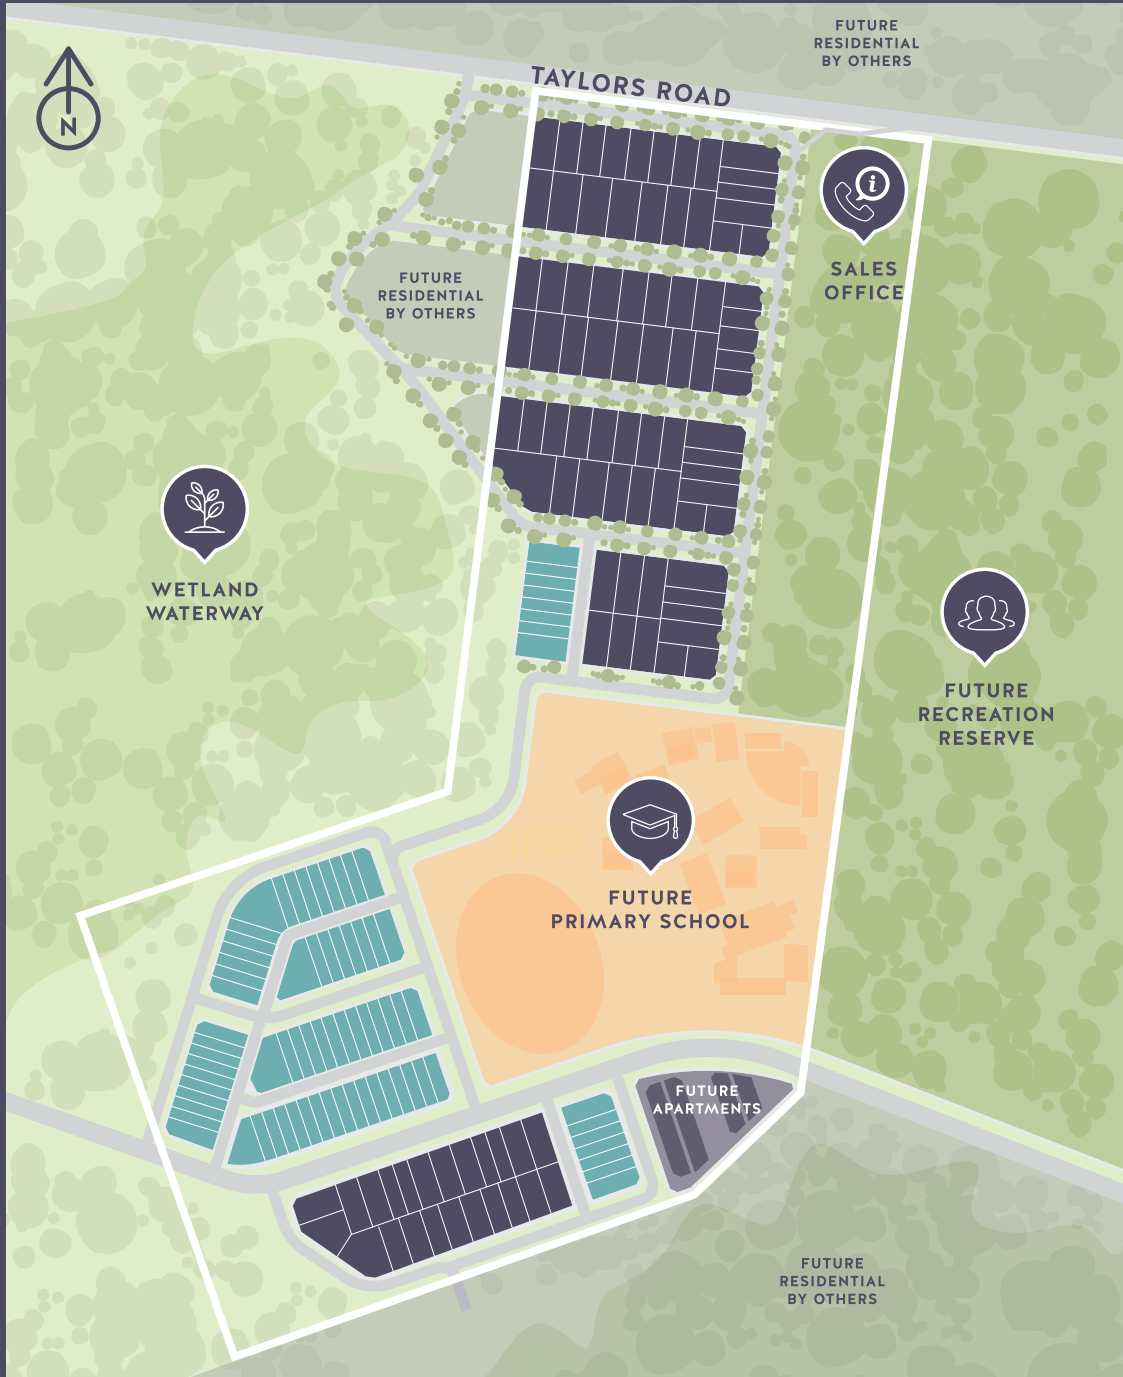 FUTURE
RESIDENTIAL
BY OTHERS
TAYLORS ROAD
N
i
SALES
OFFICE
FUTURE
RESIDENTIAL
BY OTHERS
WETLAND
WATERWAY
FUTURE
RECREATION
RESERVE
FUTURE
PRIMARY SCHOOL
FUTURE
APARTMENTS
FUTURE
RESIDENTIAL
BY OTHERS